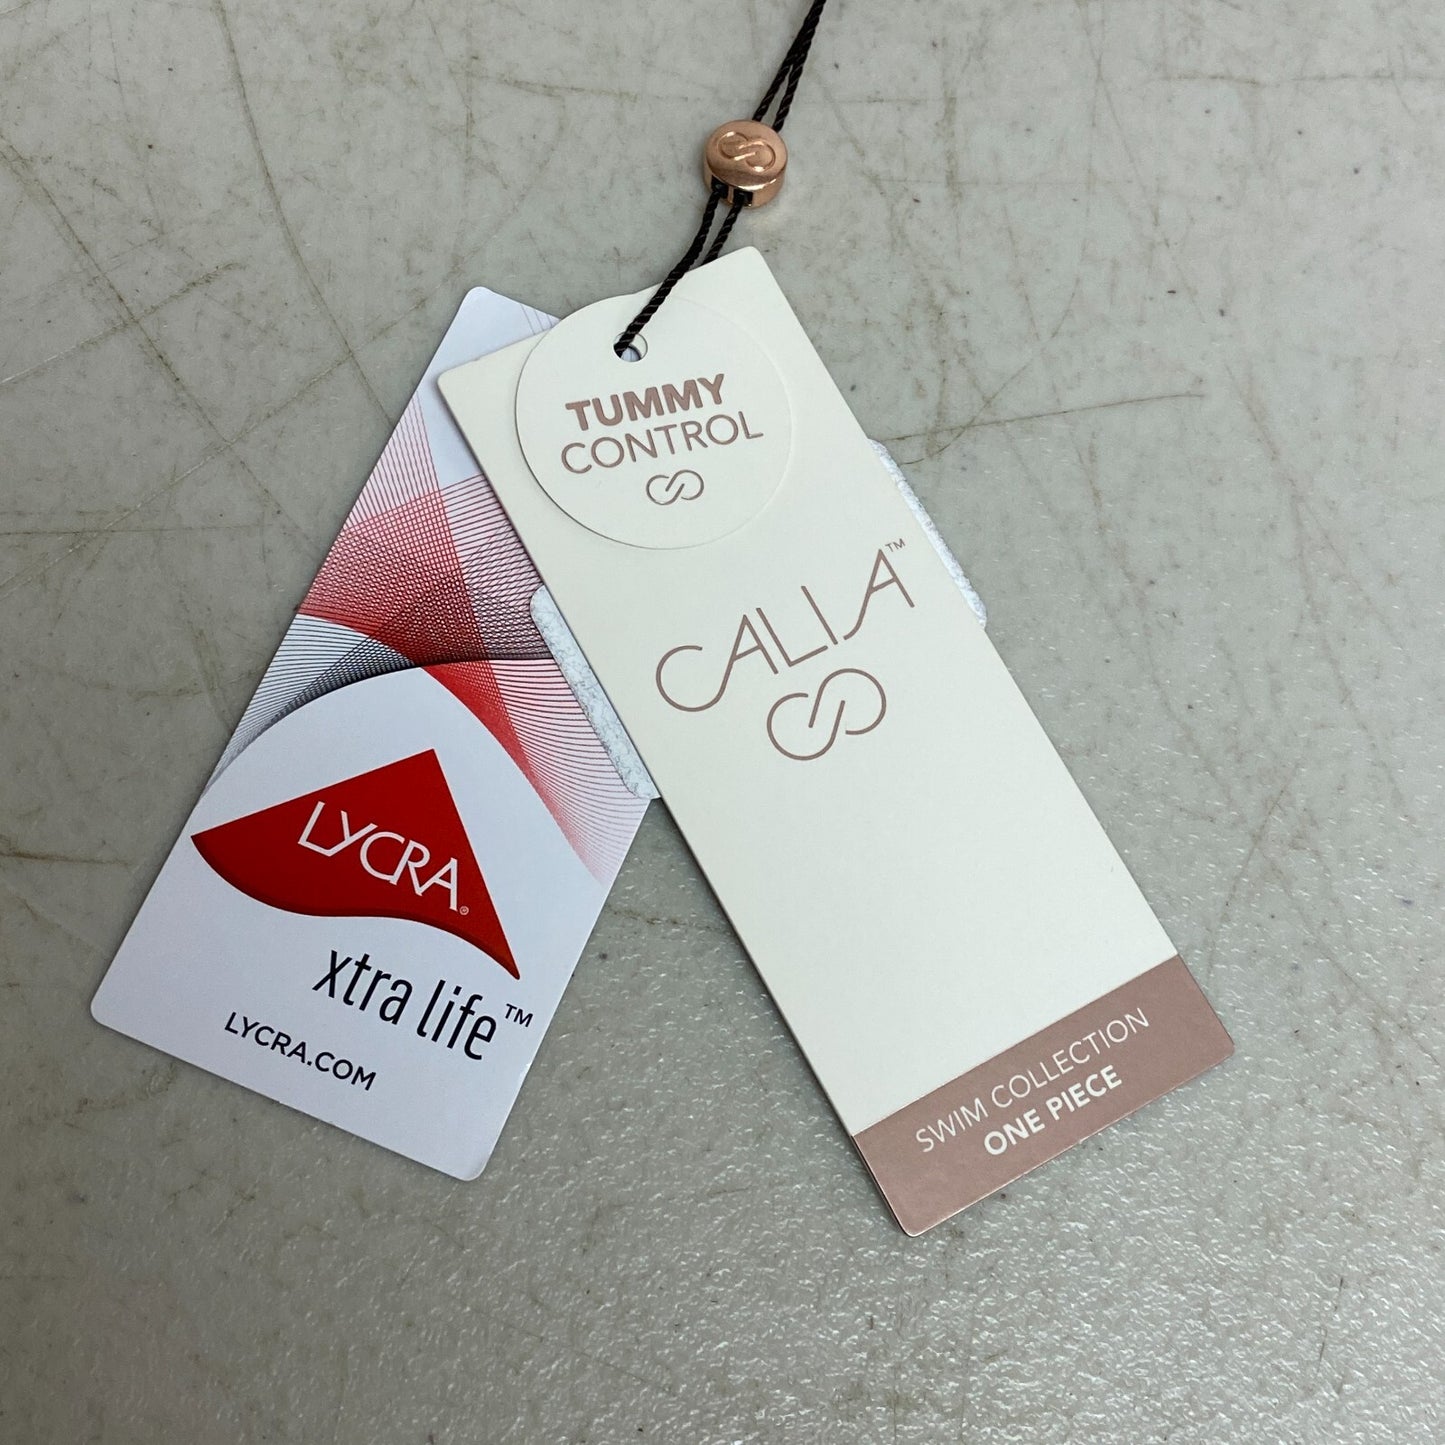 TUMMY
CONTROL
CALIA™
SWIM COLLECTION
ONE PIECE
LYCRA®
xtra life™
LYCRA.COM